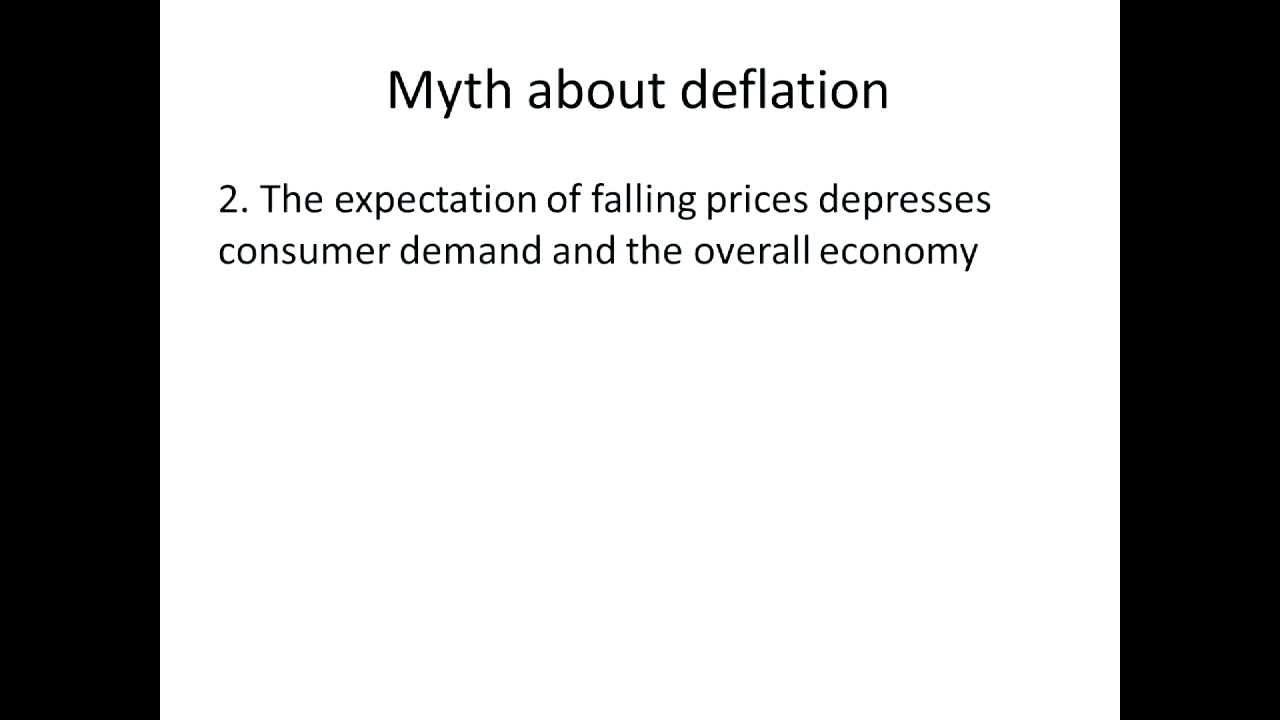 Myth about deflation
2. The expectation of falling prices depresses
consumer demand and the overall economy